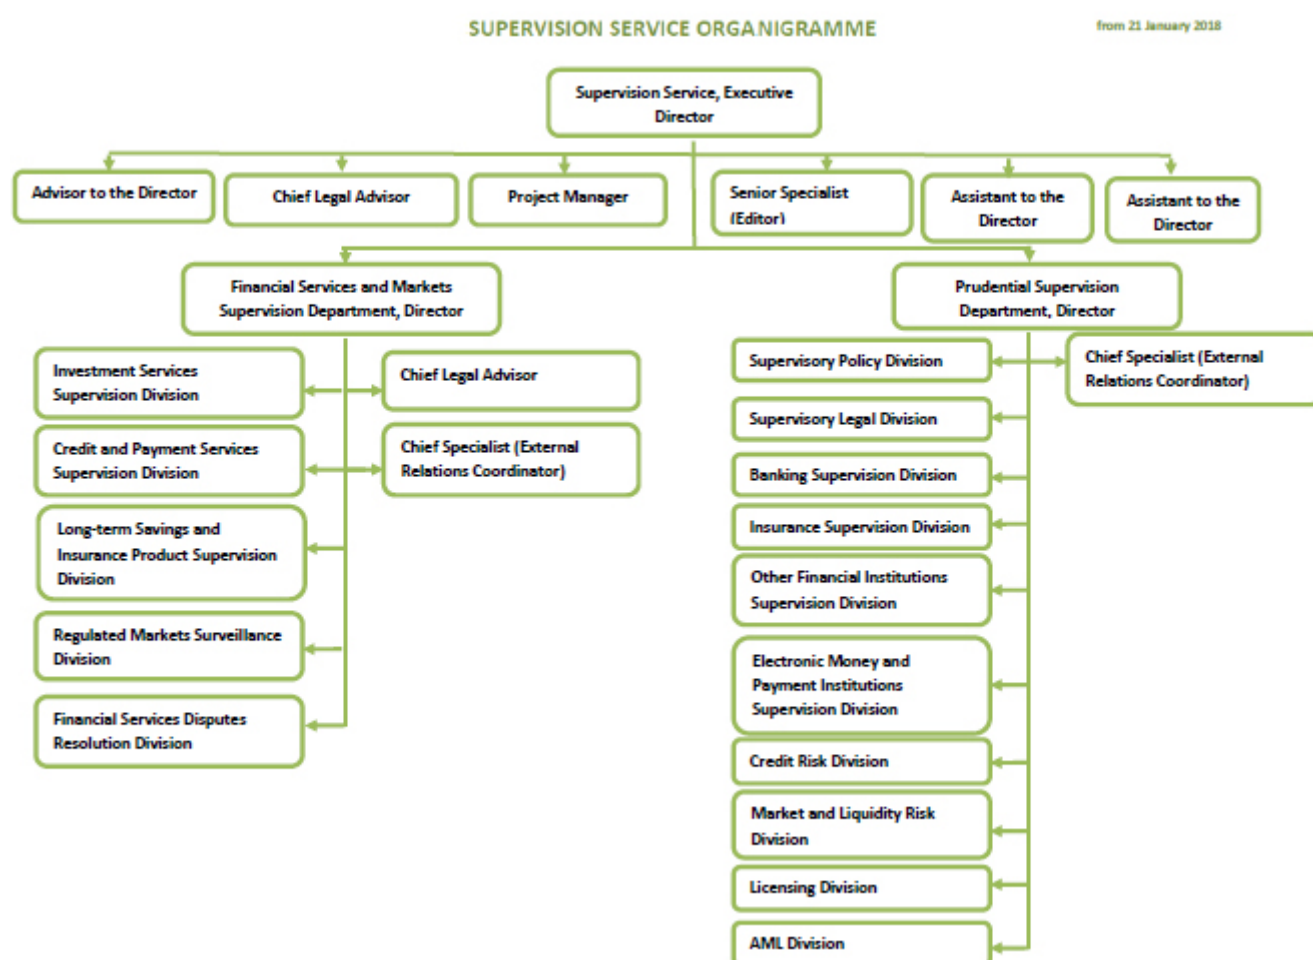 SUPERVISION SERVICE ORGANIGRAMME
from 21 January 2018
Supervision Service, Executive
Director
Advisor to the Director
Chief Legal Advisor
Project Manager
Senior Specialist
(Editor)
Assistant to the
Director
Assistant to the
Director
Financial Services and Markets
Supervision Department, Director
Prudential Supervision
Department, Director
Investment Services
Supervision Division
Chief Legal Advisor
Credit and Payment Services
Supervision Division
Chief Specialist (External
Relations Coordinator)
Long-term Savings and
Insurance Product Supervision
Division
Regulated Markets Surveillance
Division
Financial Services Disputes
Resolution Division
Supervisory Policy Division
Chief Specialist (External
Relations Coordinator)
Supervisory Legal Division
Banking Supervision Division
Insurance Supervision Division
Other Financial Institutions
Supervision Division
Electronic Money and
Payment Institutions
Supervision Division
Credit Risk Division
Market and Liquidity Risk
Division
Licensing Division
AML Division